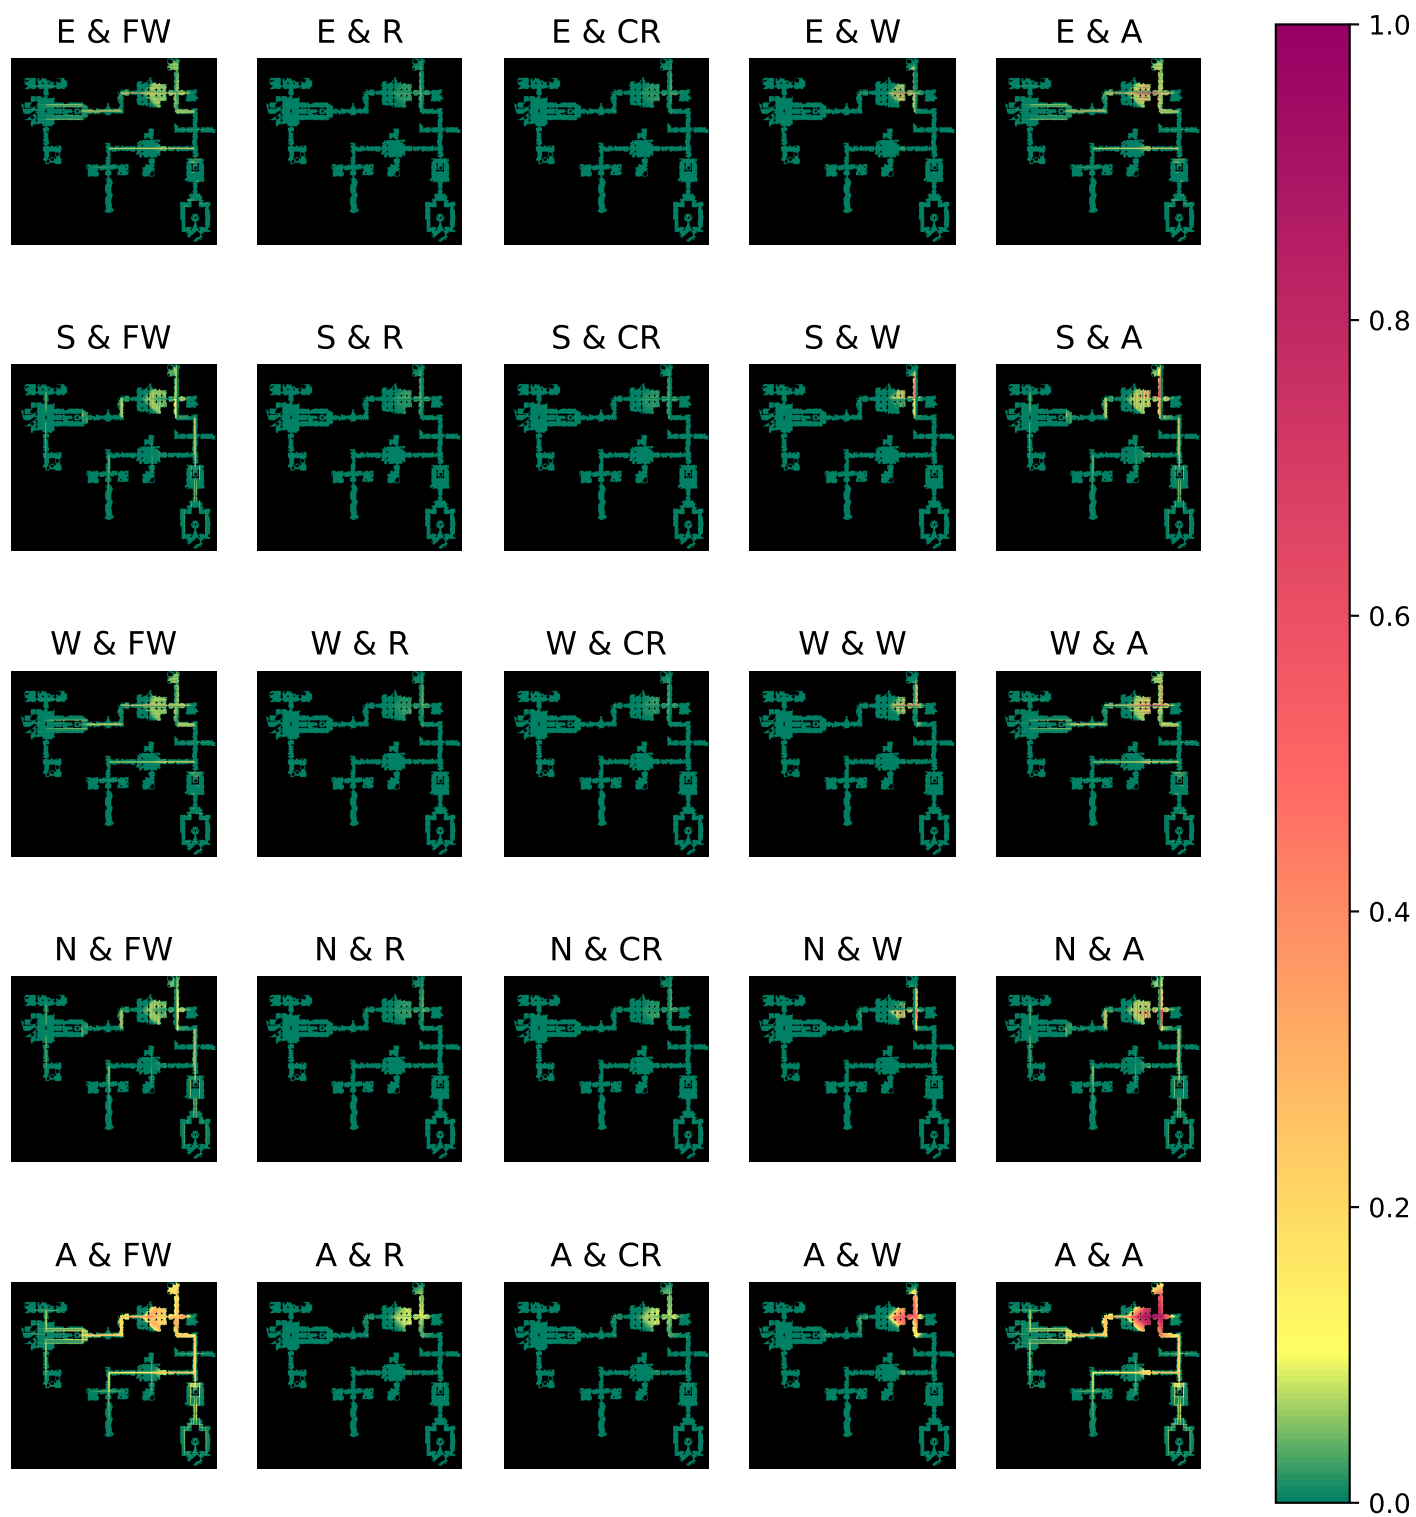 E & FW E & R E & CR E & W E & A
1.0
S & FW S & R S & CR S & W S & A
0.8
W & FW W & R W & CR W & W W & A
0.6
N & FW N & R N & CR N & W N & A
0.4
A & FW A & R A & CR A & W A & A
0.2
0.0